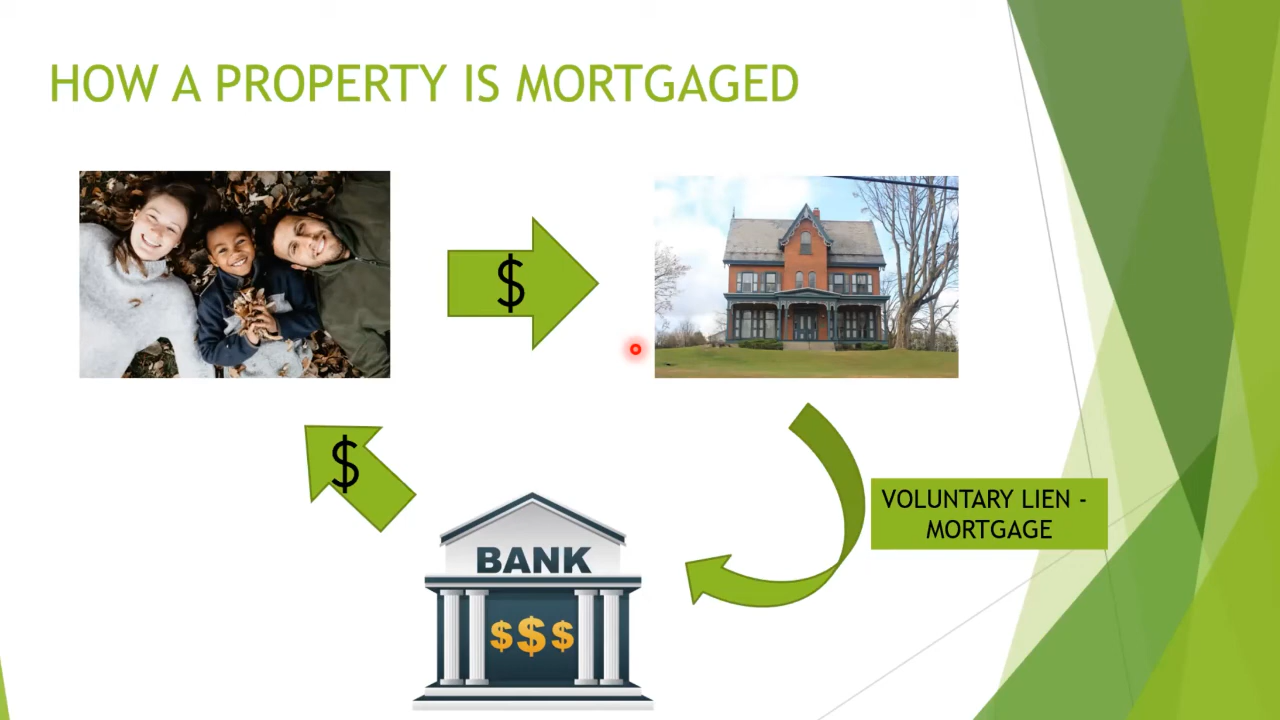 HOW A PROPERTY IS MORTGAGED
$
$
BANK
$$$
VOLUNTARY LIEN -
MORTGAGE